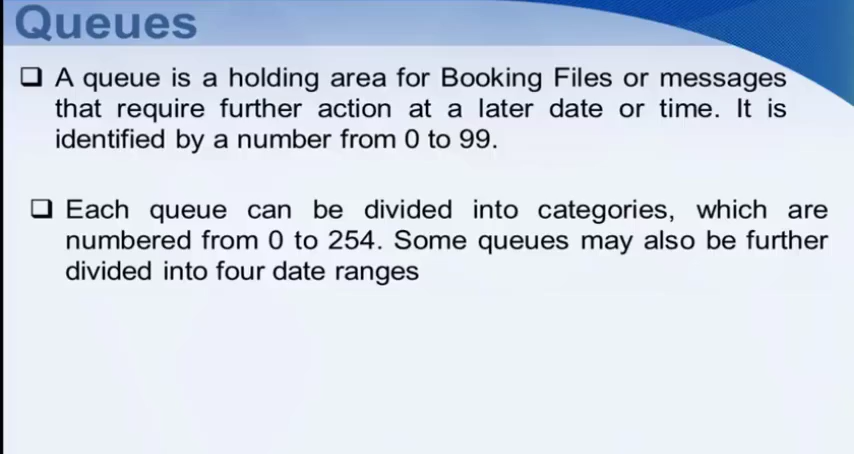 Queues
❑ A queue is a holding area for Booking Files or messages
that require further action at a later date or time. It is
identified by a number from 0 to 99.
❑ Each queue can be divided into categories, which are
numbered from 0 to 254. Some queues may also be further
divided into four date ranges